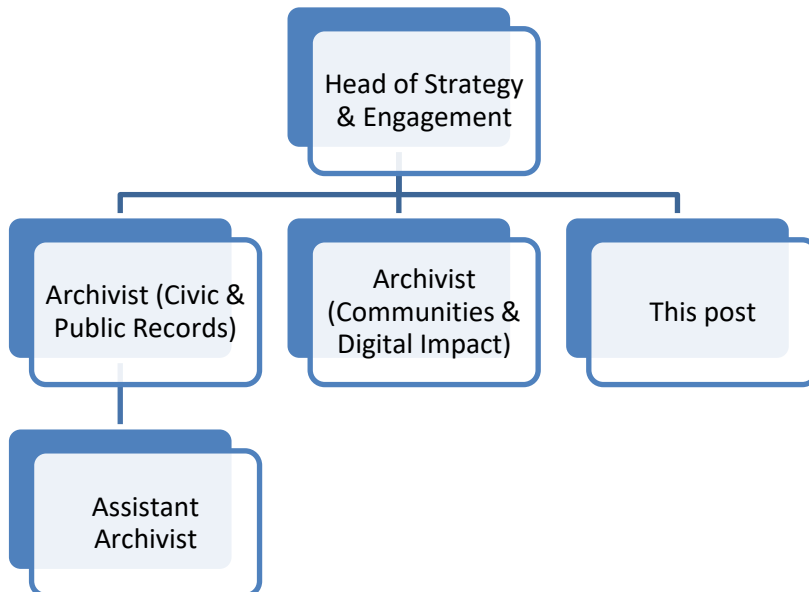 Head of Strategy
& Engagement
Archivist (Civic &
Public Records)
Archivist
(Communities &
Digital Impact)
This post
Assistant
Archivist